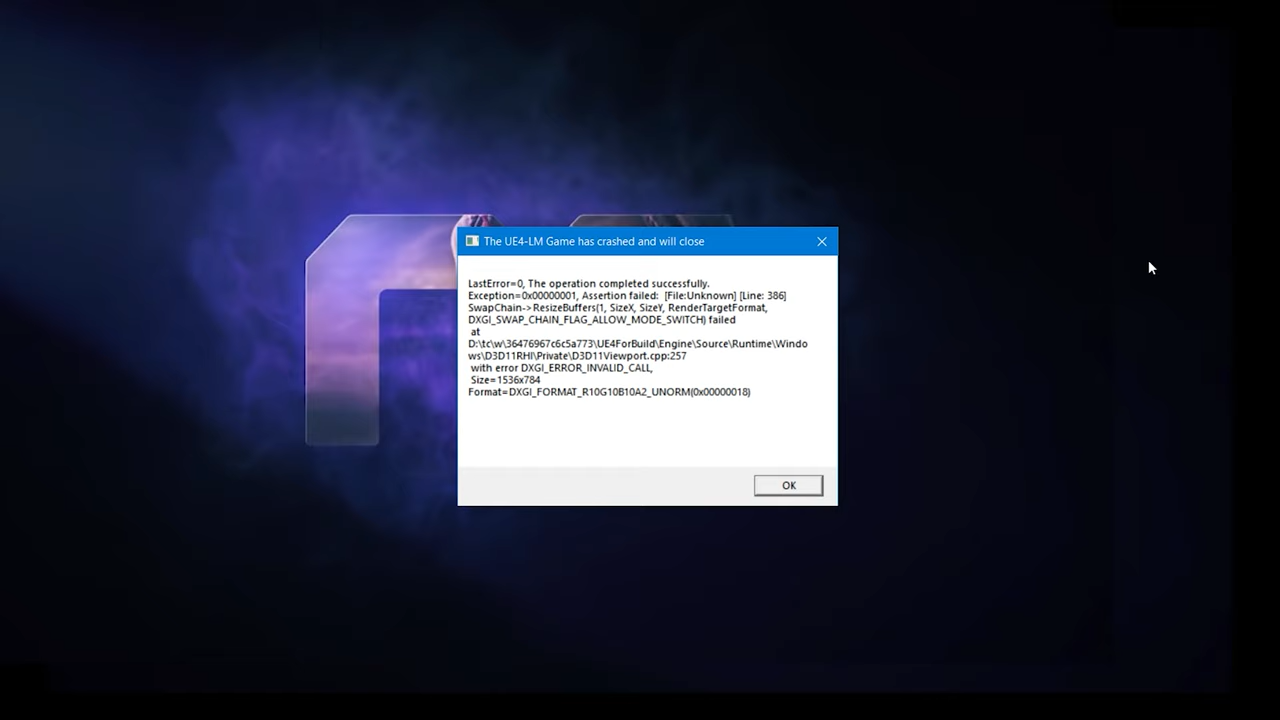 The UE4-LM Game has crashed and will close
LastError=0, The operation completed successfully.
Exception=0x00000001, Assertion failed:  [File:Unknown] [Line: 386]
SwapChain->ResizeBuffers(1, SizeX, SizeY, RenderTargetFormat,
DXGI_SWAP_CHAIN_FLAG_ALLOW_MODE_SWITCH) failed
at
D:\tc\w\36476967c6c5a773\UE4ForBuild\Engine\Source\Runtime\Windo
ws\D3D11RHI\Private\D3D11Viewport.cpp:257
with error DXGI_ERROR_INVALID_CALL,
Size=1536x784
Format=DXGI_FORMAT_R10G10B10A2_UNORM(0x00000018)
OK